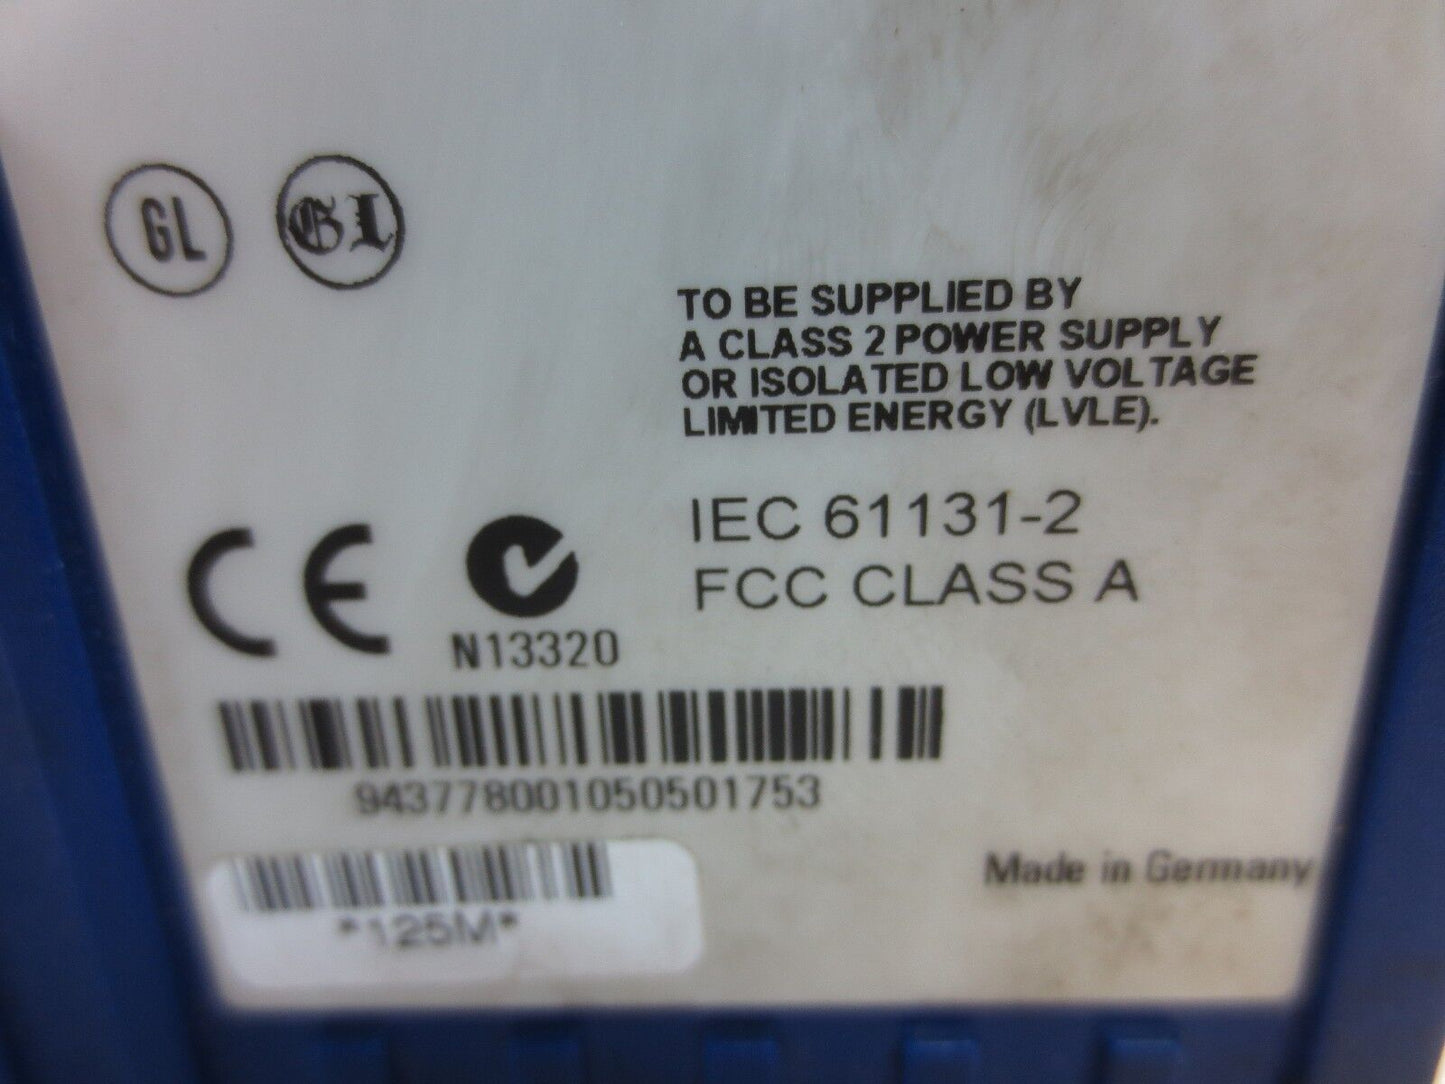 GL GL
TO BE SUPPLIED BY
A CLASS 2 POWER SUPPLY
OR ISOLATED LOW VOLTAGE
LIMITED ENERGY (LVLE).
IEC 61131-2
FCC CLASS A
CE
N13320
943778001050501753
*125M*
Made in Germany